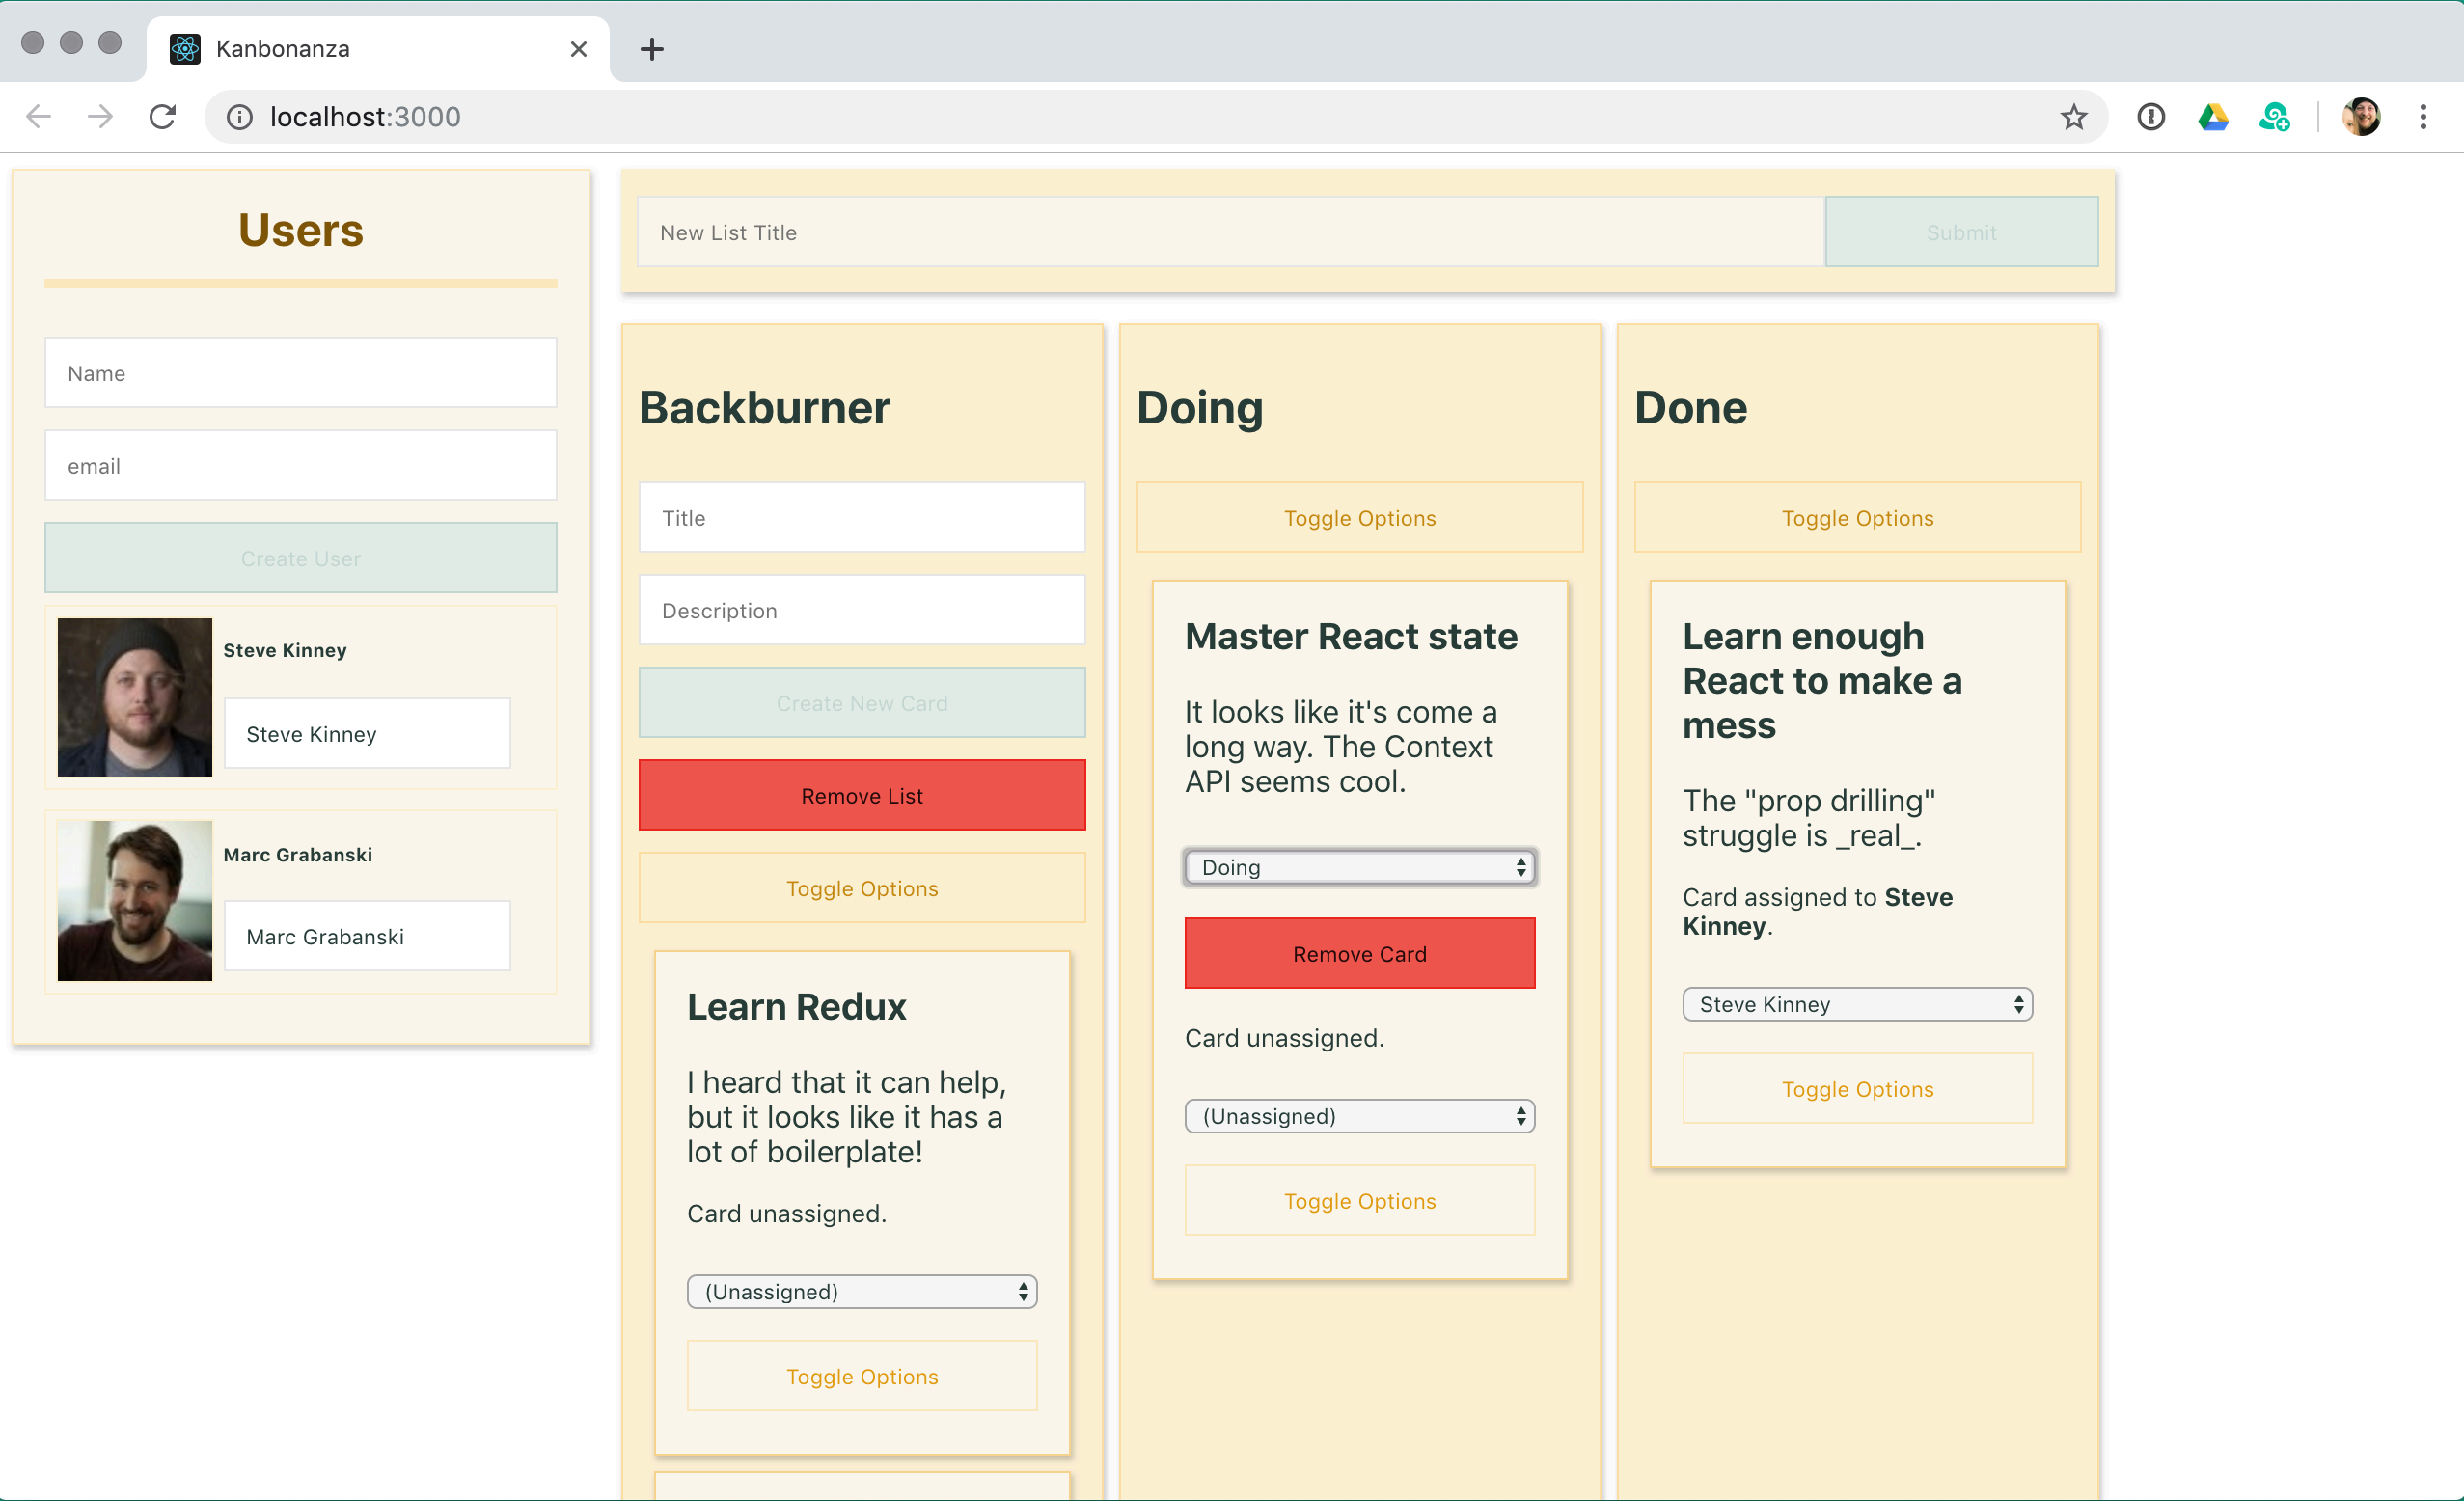 Kanbonanza
localhost:3000
Users
Name
email
Create User
Steve Kinney
Steve Kinney
Marc Grabanski
Marc Grabanski
New List Title
Submit
Backburner
Title
Description
Create New Card
Remove List
Toggle Options
Learn Redux
I heard that it can help,
but it looks like it has a
lot of boilerplate!
Card unassigned.
(Unassigned)
Toggle Options
Doing
Toggle Options
Master React state
It looks like it's come a
long way. The Context
API seems cool.
Doing
Remove Card
Card unassigned.
(Unassigned)
Toggle Options
Done
Toggle Options
Learn enough
React to make a
mess
The "prop drilling"
struggle is _real_.
Card assigned to Steve
Kinney.
Steve Kinney
Toggle Options